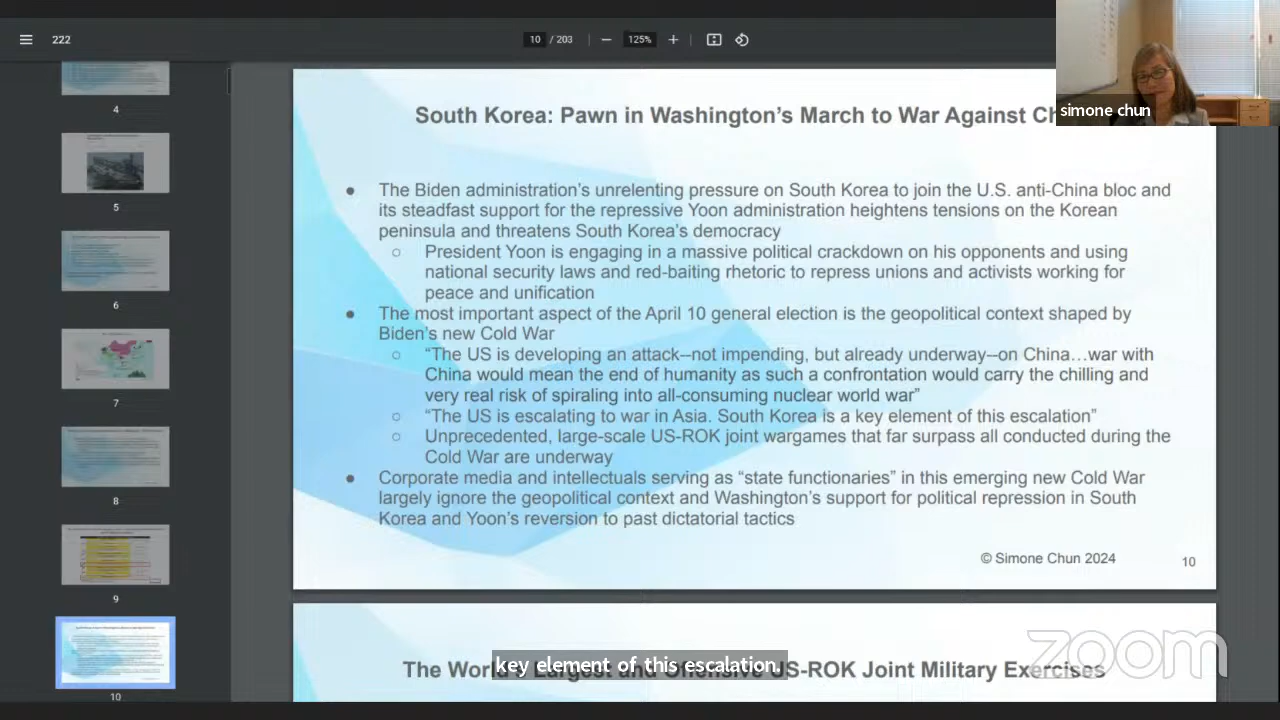 222
10 / 203
125%
simone chun
4
5
6
7
8
9
10
South Korea: Pawn in Washington's March to War Against
● The Biden administration's unrelenting pressure on South Korea to join the U.S. anti-China bloc and
its steadfast support for the repressive Yoon administration heightens tensions on the Korean
peninsula and threatens South Korea's democracy
○ President Yoon is engaging in a massive political crackdown on his opponents and using
national security laws and red-baiting rhetoric to repress unions and activists working for
peace and unification
● The most important aspect of the April 10 general election is the geopolitical context shaped by
Biden's new Cold War
○ “The US is developing an attack--not impending, but already underway--on China…war with
China would mean the end of humanity as such a confrontation would carry the chilling and
very real risk of spiraling into all-consuming nuclear world war”
○ “The US is escalating to war in Asia. South Korea is a key element of this escalation”
○ Unprecedented, large-scale US-ROK joint wargames that far surpass all conducted during the
Cold War are underway
● Corporate media and intellectuals serving as “state functionaries” in this emerging new Cold War
largely ignore the geopolitical context and Washington's support for political repression in South
Korea and Yoon's reversion to past dictatorial tactics
© Simone Chun 2024
10
zoom
The World's Largest and Offensive US-ROK Joint Military Exercises
key element of this escalation.